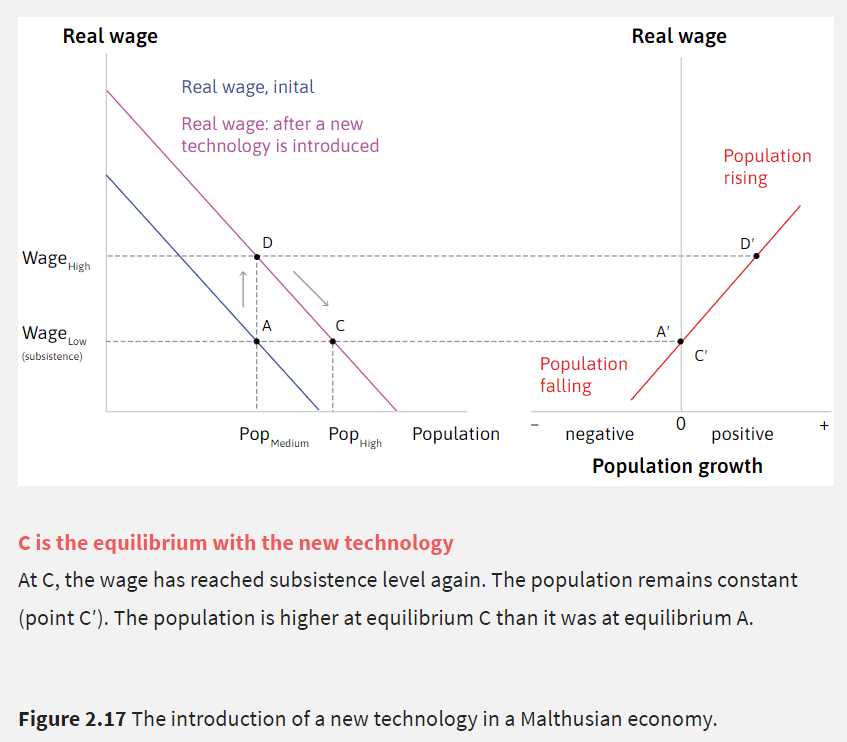 Real wage
Real wage
Real wage, inital
Real wage: after a new
technology is introduced
Population
rising
D
D′
Wage High
A
C
A′
Wage Low
(subsistence)
C′
Population
falling
Pop Medium
Pop High
Population
−
negative
0
positive
+
Population growth
C is the equilibrium with the new technology
At C, the wage has reached subsistence level again. The population remains constant
(point C′). The population is higher at equilibrium C than it was at equilibrium A.
Figure 2.17 The introduction of a new technology in a Malthusian economy.